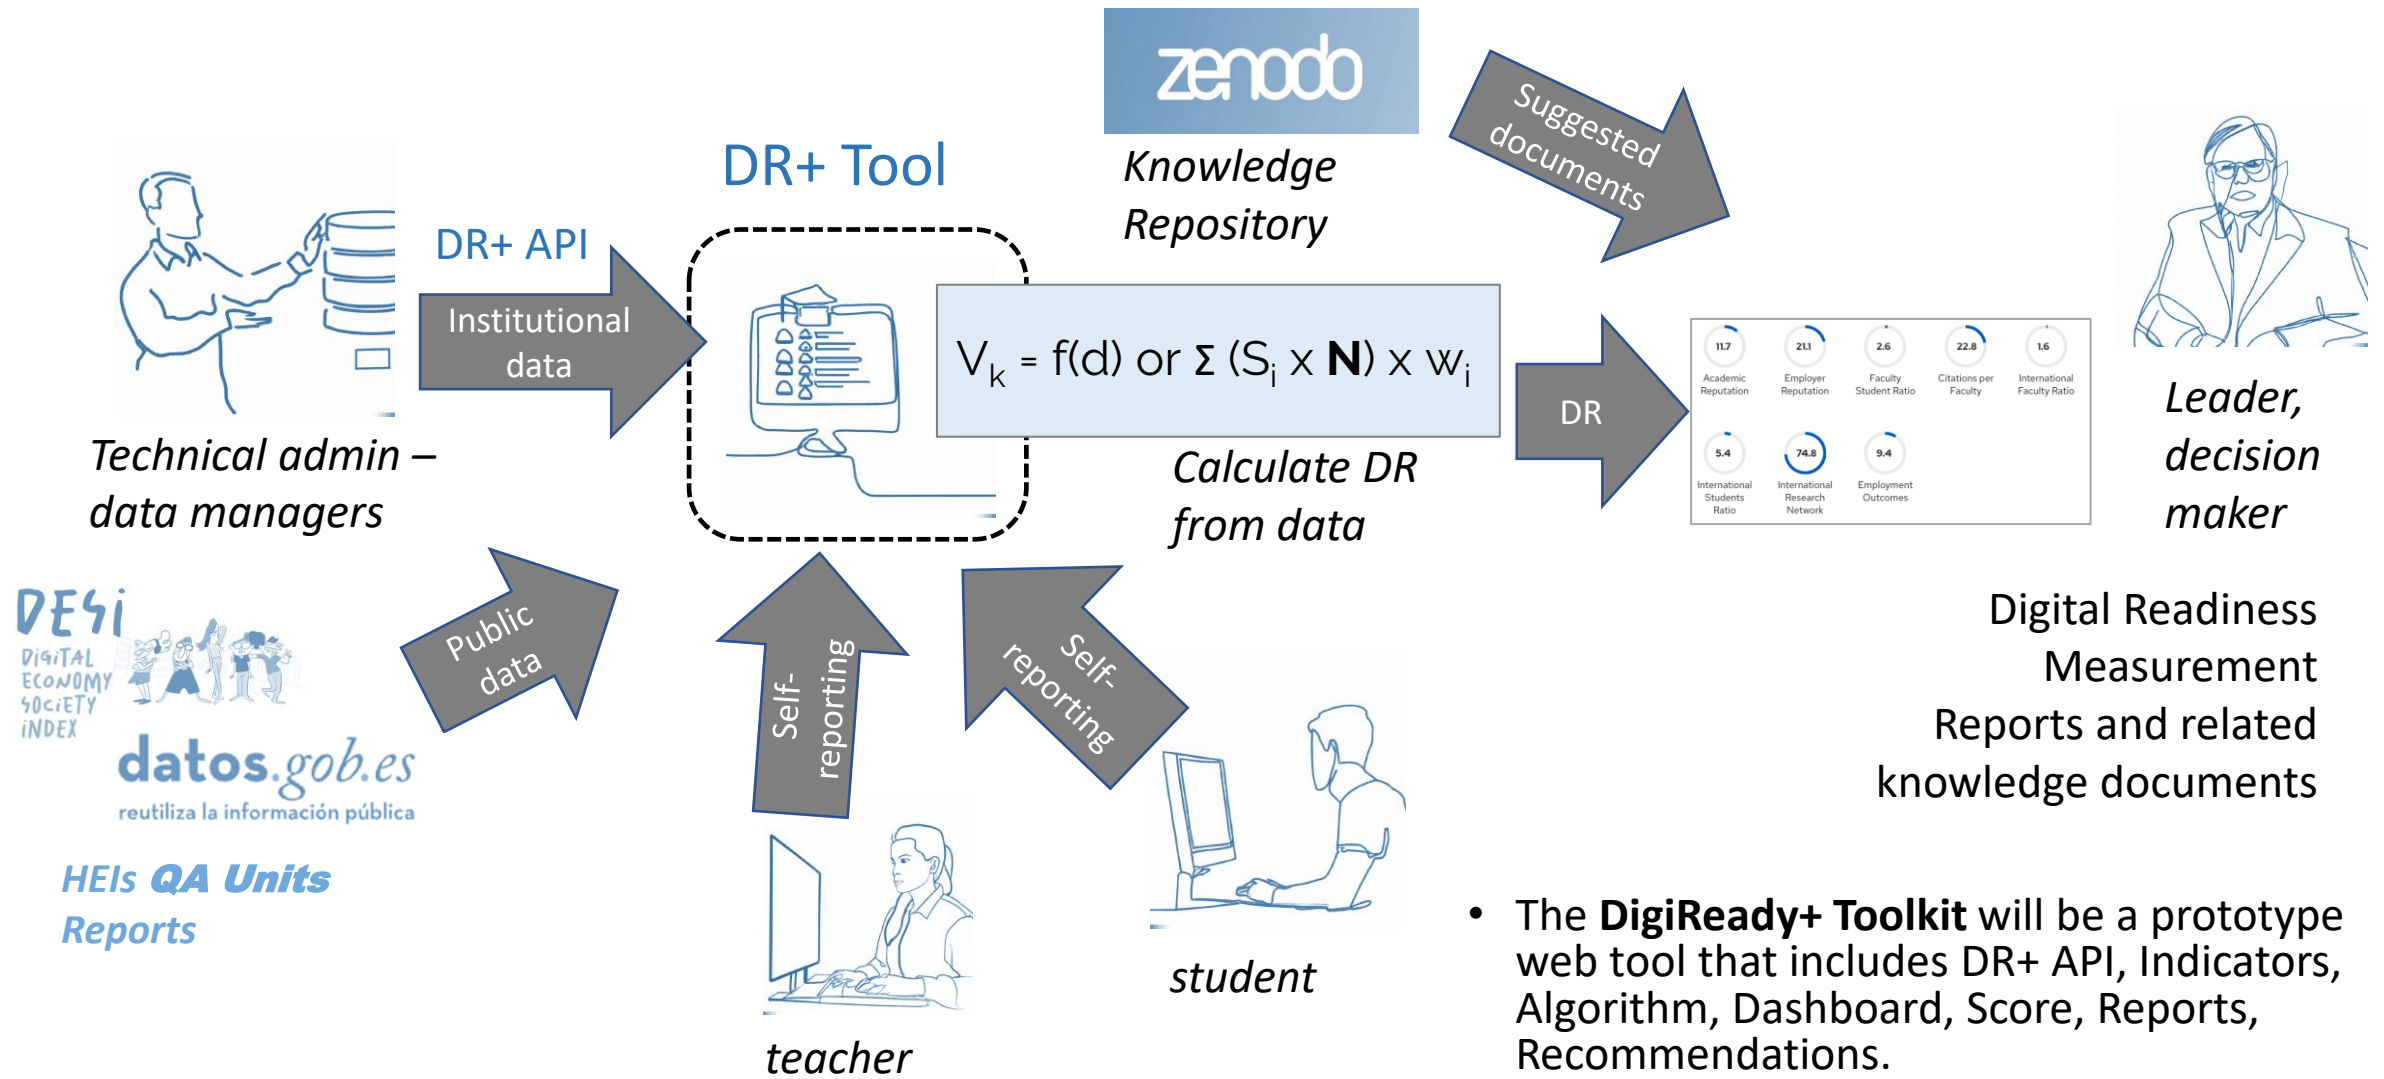 zenodo
Knowledge
Repository
Suggested
documents
DR+ Tool
DR+ API
Institutional
data
Technical admin –
data managers
V_k = f(d) or Σ (S_i x N) x w_i
Calculate DR
from data
DR
11.7
21.1
2.6
22.8
1.6
Academic
Reputation
Employer
Reputation
Faculty
Student Ratio
Citations per
Faculty
International
Faculty Ratio
5.4
74.8
9.4
International
Students
Ratio
International
Research
Network
Employment
Outcomes
Leader,
decision
maker
DESi
DiGiTAL
ECONOMY
SOCiETY
iNDEX
datos.gob.es
reutiliza la información pública
HEIs QA Units
Reports
Public
data
Self-
reporting
Self-
reporting
teacher
student
Digital Readiness
Measurement
Reports and related
knowledge documents
• The DigiReady+ Toolkit will be a prototype
web tool that includes DR+ API, Indicators,
Algorithm, Dashboard, Score, Reports,
Recommendations.